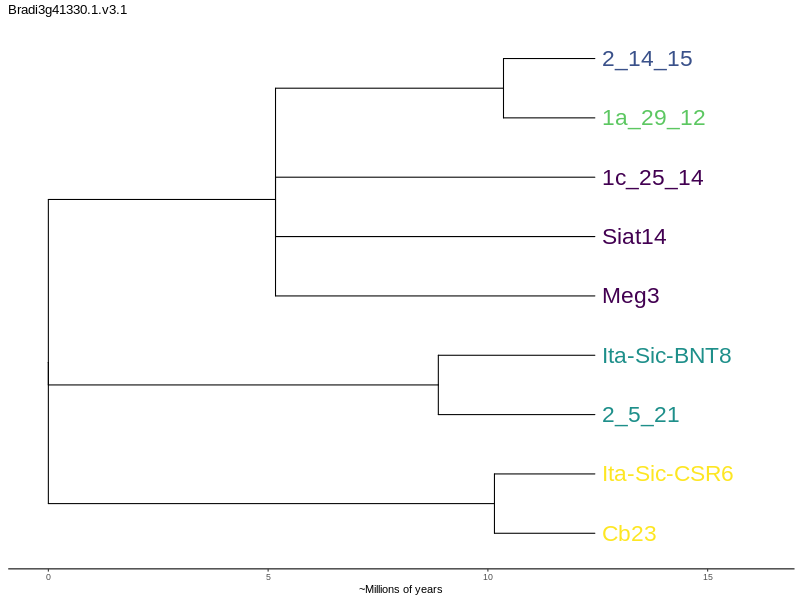 Bradi3g41330.1.v3.1
2_14_15
1a_29_12
1c_25_14
Siat14
Meg3
Ita-Sic-BNT8
2_5_21
Ita-Sic-CSR6
Cb23
0 5 10 15
~Millions of years